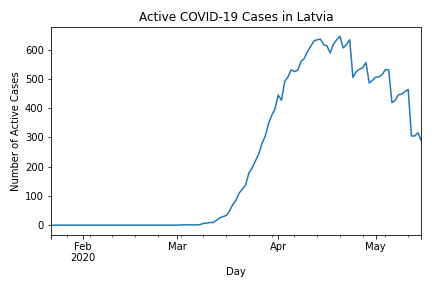 Active COVID-19 Cases in Latvia
Number of Active Cases
600
500
400
300
200
100
0
Feb
2020
Mar
Apr
May
Day